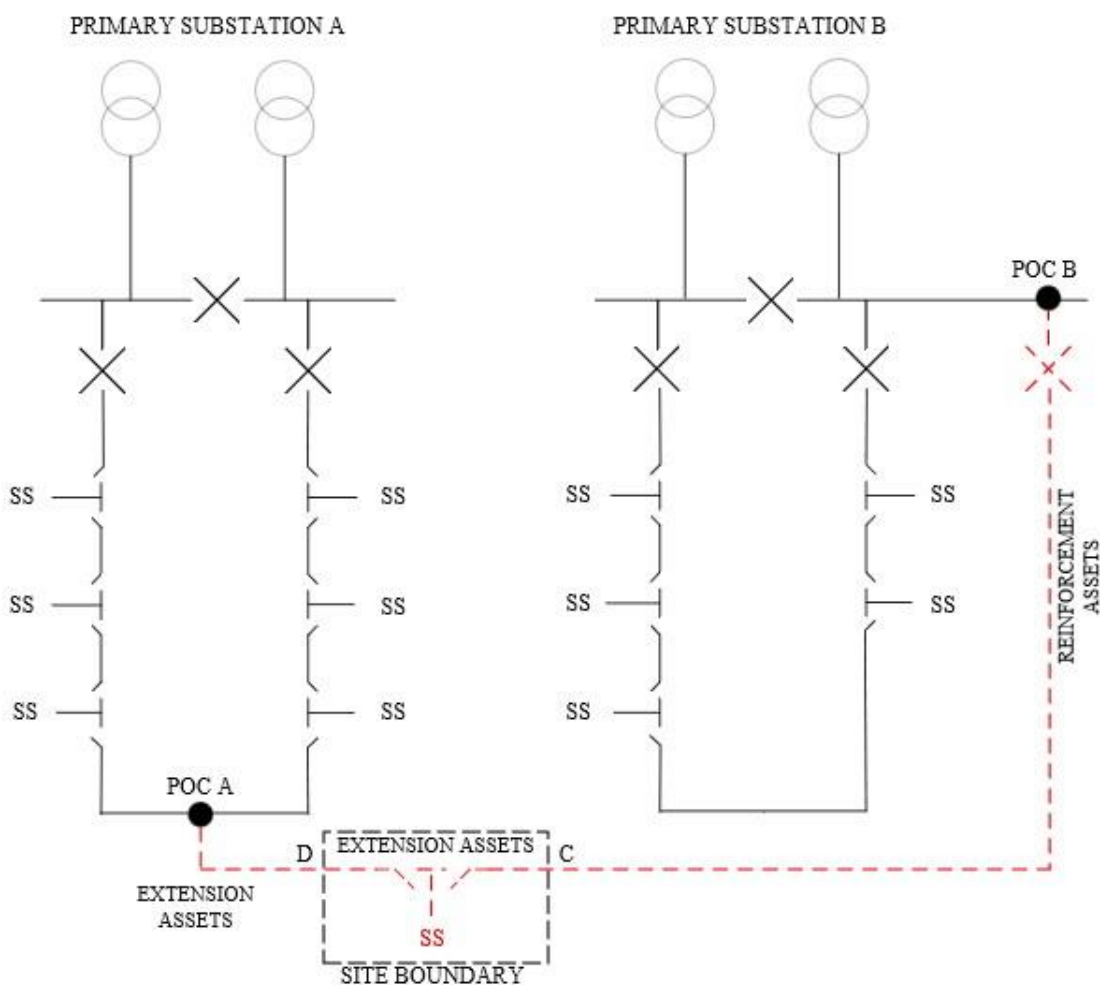 PRIMARY SUBSTATION A
PRIMARY SUBSTATION B
POC B
SS
SS
SS
SS
SS
SS
SS
SS
SS
SS
SS
REINFORCEMENT
ASSETS
POC A
D
EXTENSION ASSETS
C
EXTENSION
ASSETS
SS
SITE BOUNDARY